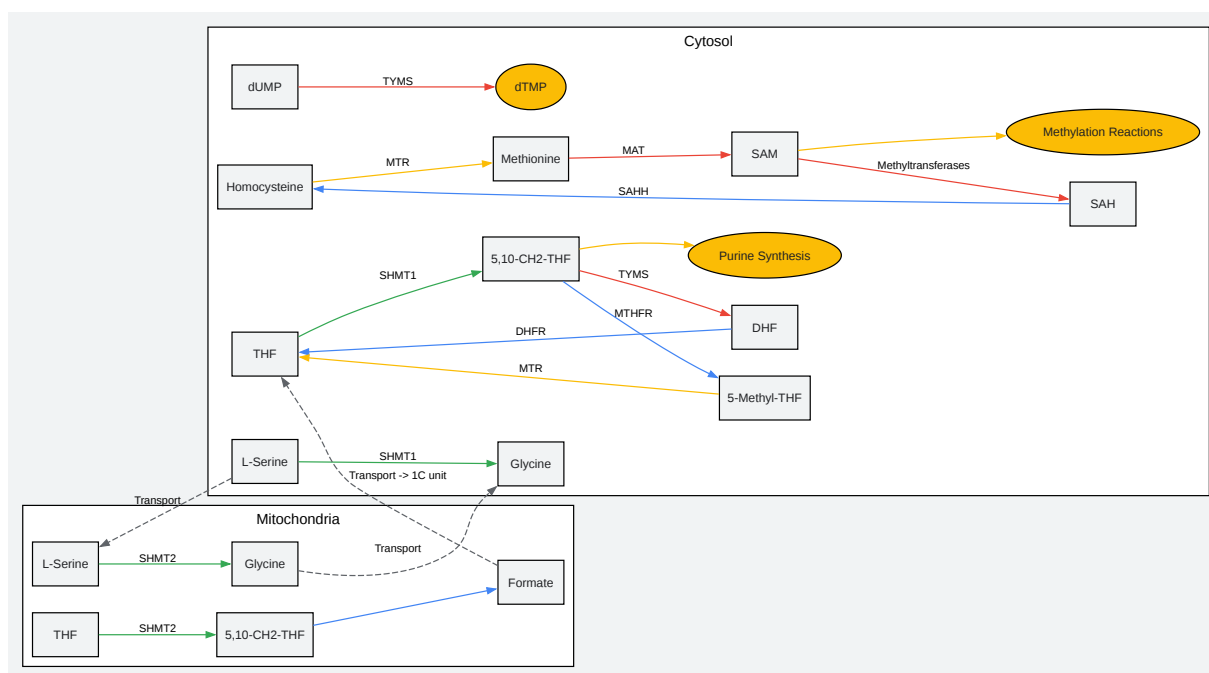 Cytosol
dUMP
TYMS
dTMP
Methylation Reactions
Homocysteine
MTR
Methionine
MAT
SAM
Methyltransferases
SAHH
SAH
5,10-CH2-THF
Purine Synthesis
SHMT1
TYMS
MTHFR
DHF
DHFR
THF
MTR
5-Methyl-THF
L-Serine
SHMT1
Glycine
Transport -> 1C unit
Transport
Mitochondria
L-Serine
SHMT2
Glycine
Transport
Formate
THF
SHMT2
5,10-CH2-THF